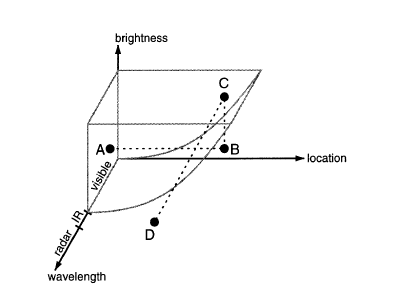 brightness
C
A
B
location
visible
IR
radar
D
wavelength